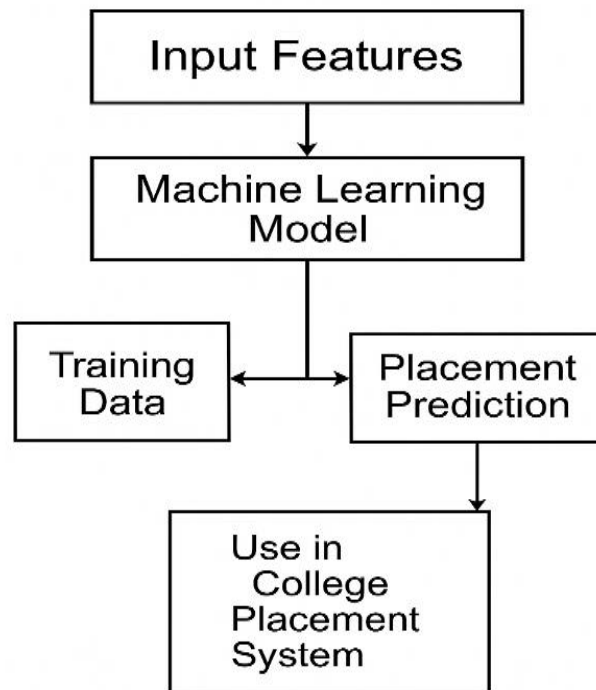 Input Features
Machine Learning
Model
Training
Data
Placement
Prediction
Use in
College
Placement
System